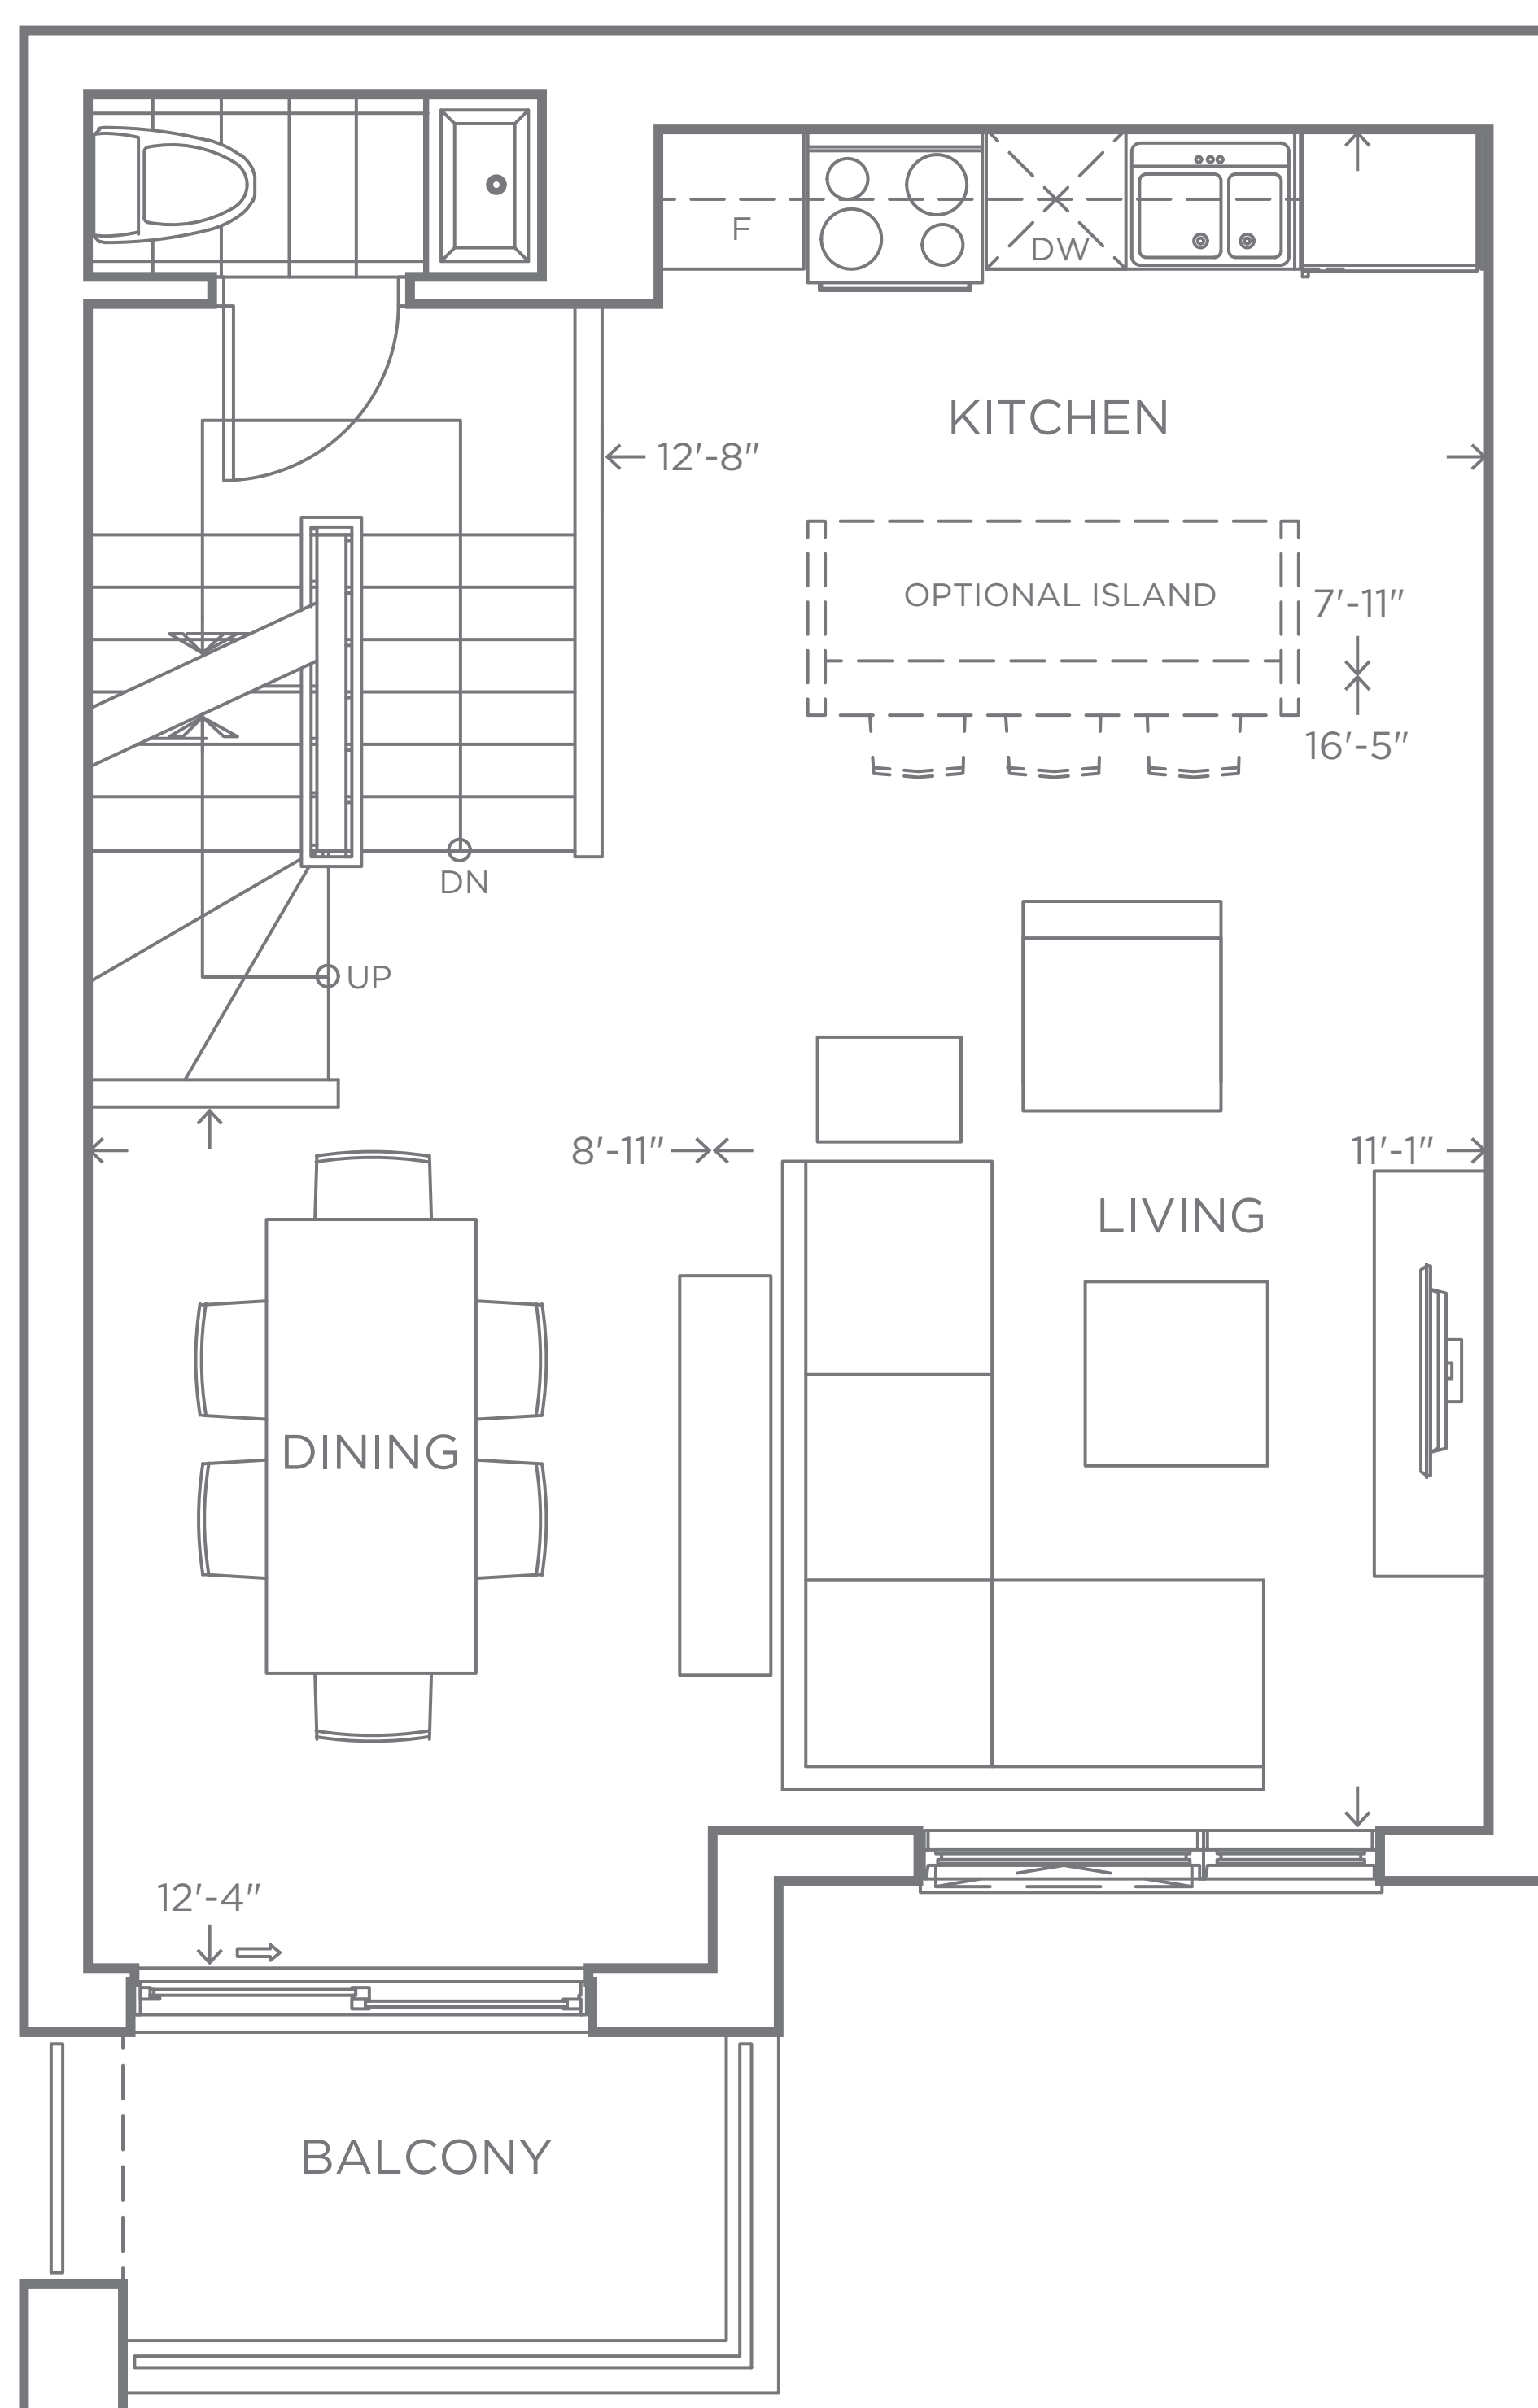 F
DW
KITCHEN
12'-8"
OPTIONAL ISLAND
7'-11"
16'-5"
DN
UP
8'-11"
11'-1"
LIVING
DINING
12'-4"
BALCONY